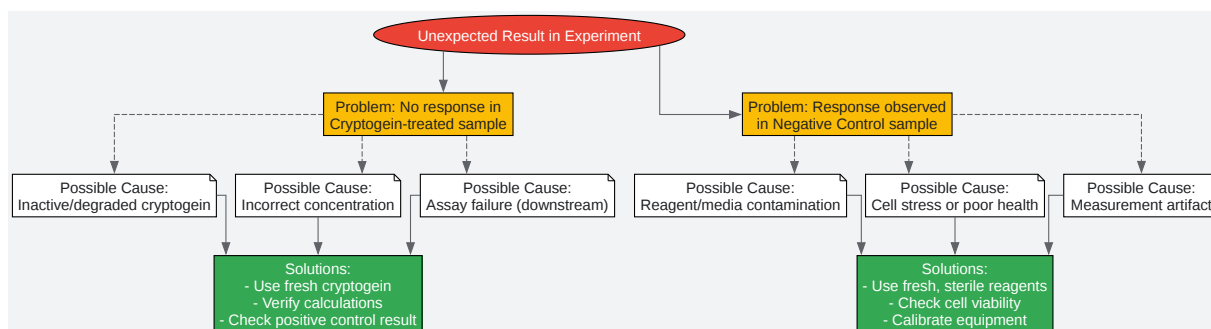 Unexpected Result in Experiment
Problem: No response in
Cryptogein-treated sample
Problem: Response observed
in Negative Control sample
Possible Cause:
Inactive/degraded cryptogein
Possible Cause:
Incorrect concentration
Possible Cause:
Assay failure (downstream)
Possible Cause:
Reagent/media contamination
Possible Cause:
Cell stress or poor health
Possible Cause:
Measurement artifact
Solutions:
- Use fresh cryptogein
- Verify calculations
- Check positive control result
Solutions:
- Use fresh, sterile reagents
- Check cell viability
- Calibrate equipment